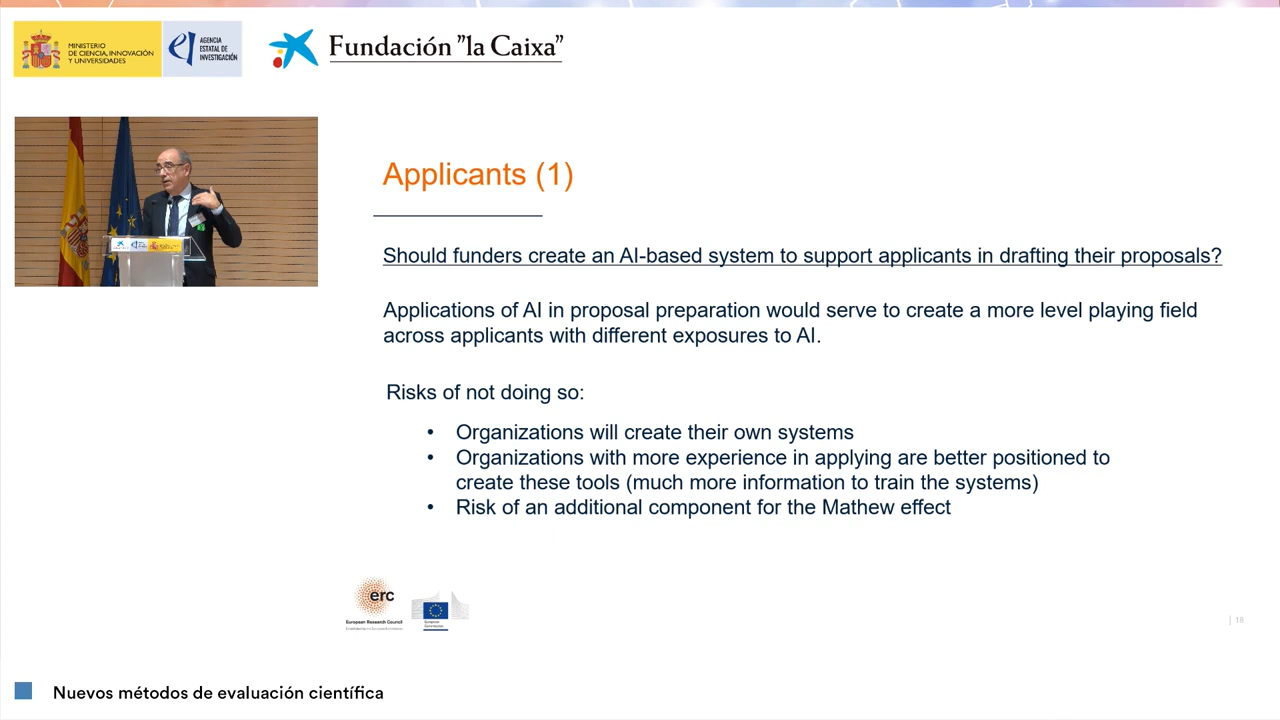 MINISTERIO
DE CIENCIA, INNOVACIÓN
Y UNIVERSIDADES
AGENCIA
ESTATAL DE
INVESTIGACIÓN
Fundación "la Caixa"
Applicants (1)
Should funders create an AI-based system to support applicants in drafting their proposals?
Applications of AI in proposal preparation would serve to create a more level playing field
across applicants with different exposures to AI.
Risks of not doing so:
• Organizations will create their own systems
• Organizations with more experience in applying are better positioned to
create these tools (much more information to train the systems)
• Risk of an additional component for the Mathew effect
erc
European Research Council
European
Commission
| 18
Nuevos métodos de evaluación científica